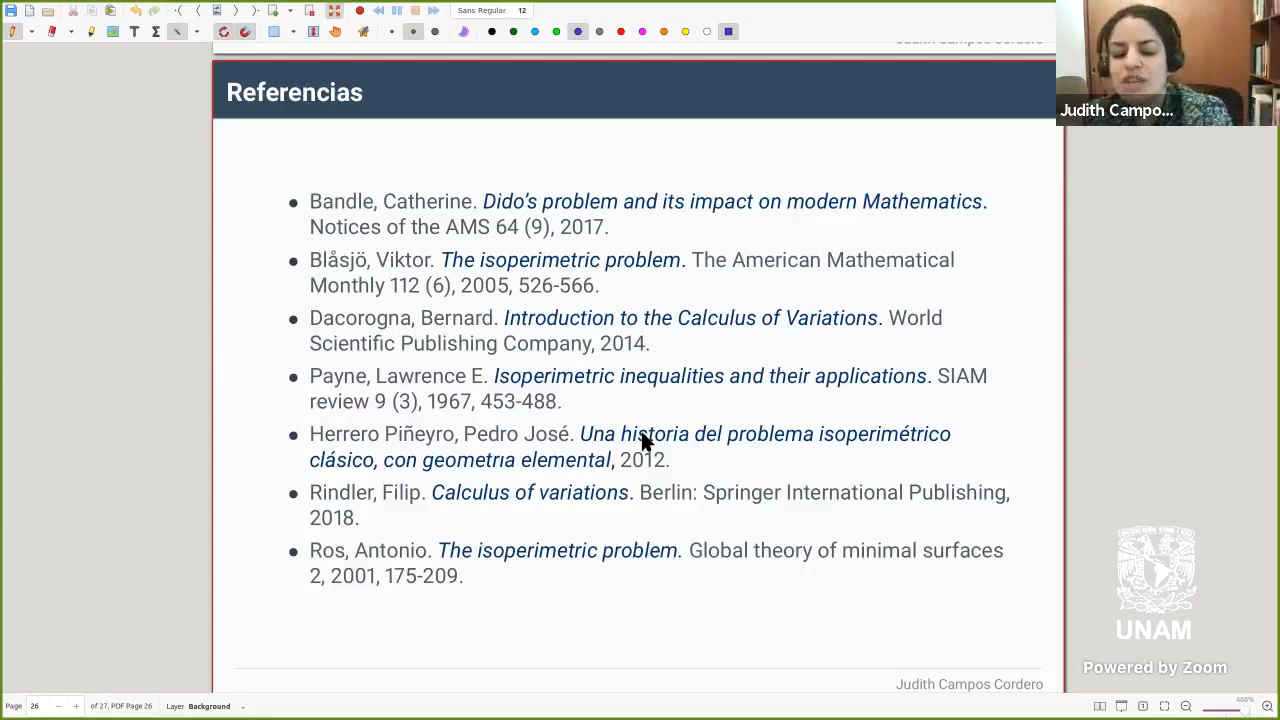 Sans Regular 12
Judith Campos Cordero
Referencias
Judith Campo...
Bandle, Catherine. Dido's problem and its impact on modern Mathematics.
Notices of the AMS 64 (9), 2017.
Blåsjö, Viktor. The isoperimetric problem. The American Mathematical
Monthly 112 (6), 2005, 526-566.
Dacorogna, Bernard. Introduction to the Calculus of Variations. World
Scientific Publishing Company, 2014.
Payne, Lawrence E. Isoperimetric inequalities and their applications. SIAM
review 9 (3), 1967, 453-488.
Herrero Piñeyro, Pedro José. Una historia del problema isoperimétrico
clásico, con geometrıa elemental, 2012.
Rindler, Filip. Calculus of variations. Berlin: Springer International Publishing,
2018.
Ros, Antonio. The isoperimetric problem. Global theory of minimal surfaces
2, 2001, 175-209.
UNAM
Powered by Zoom
Judith Campos Cordero
Page 26 of 27, PDF Page 26 Layer Background 468%